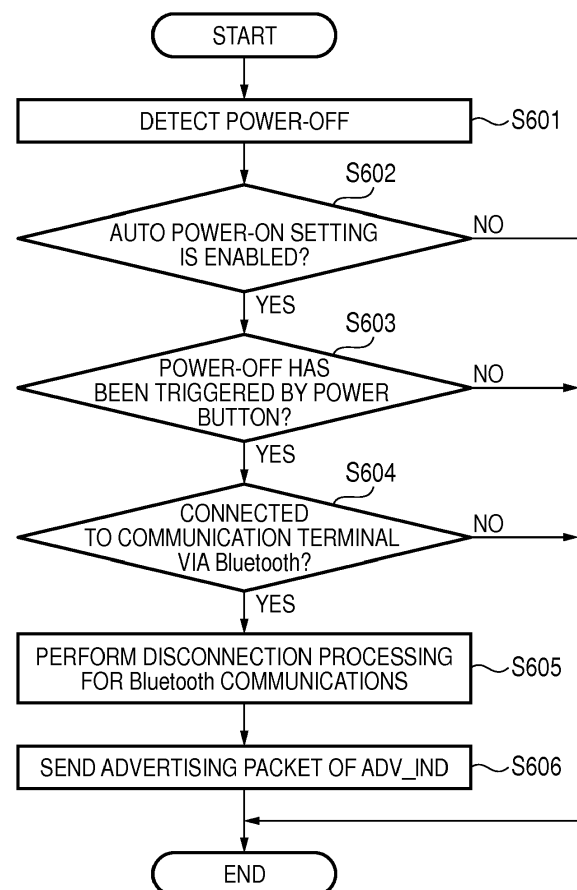 START
DETECT POWER-OFF
S601
S602
AUTO POWER-ON SETTING
IS ENABLED?
NO
YES
S603
POWER-OFF HAS
BEEN TRIGGERED BY POWER
BUTTON?
NO
YES
S604
CONNECTED
TO COMMUNICATION TERMINAL
VIA Bluetooth?
NO
YES
PERFORM DISCONNECTION PROCESSING
FOR Bluetooth COMMUNICATIONS
S605
SEND ADVERTISING PACKET OF ADV_IND
S606
END